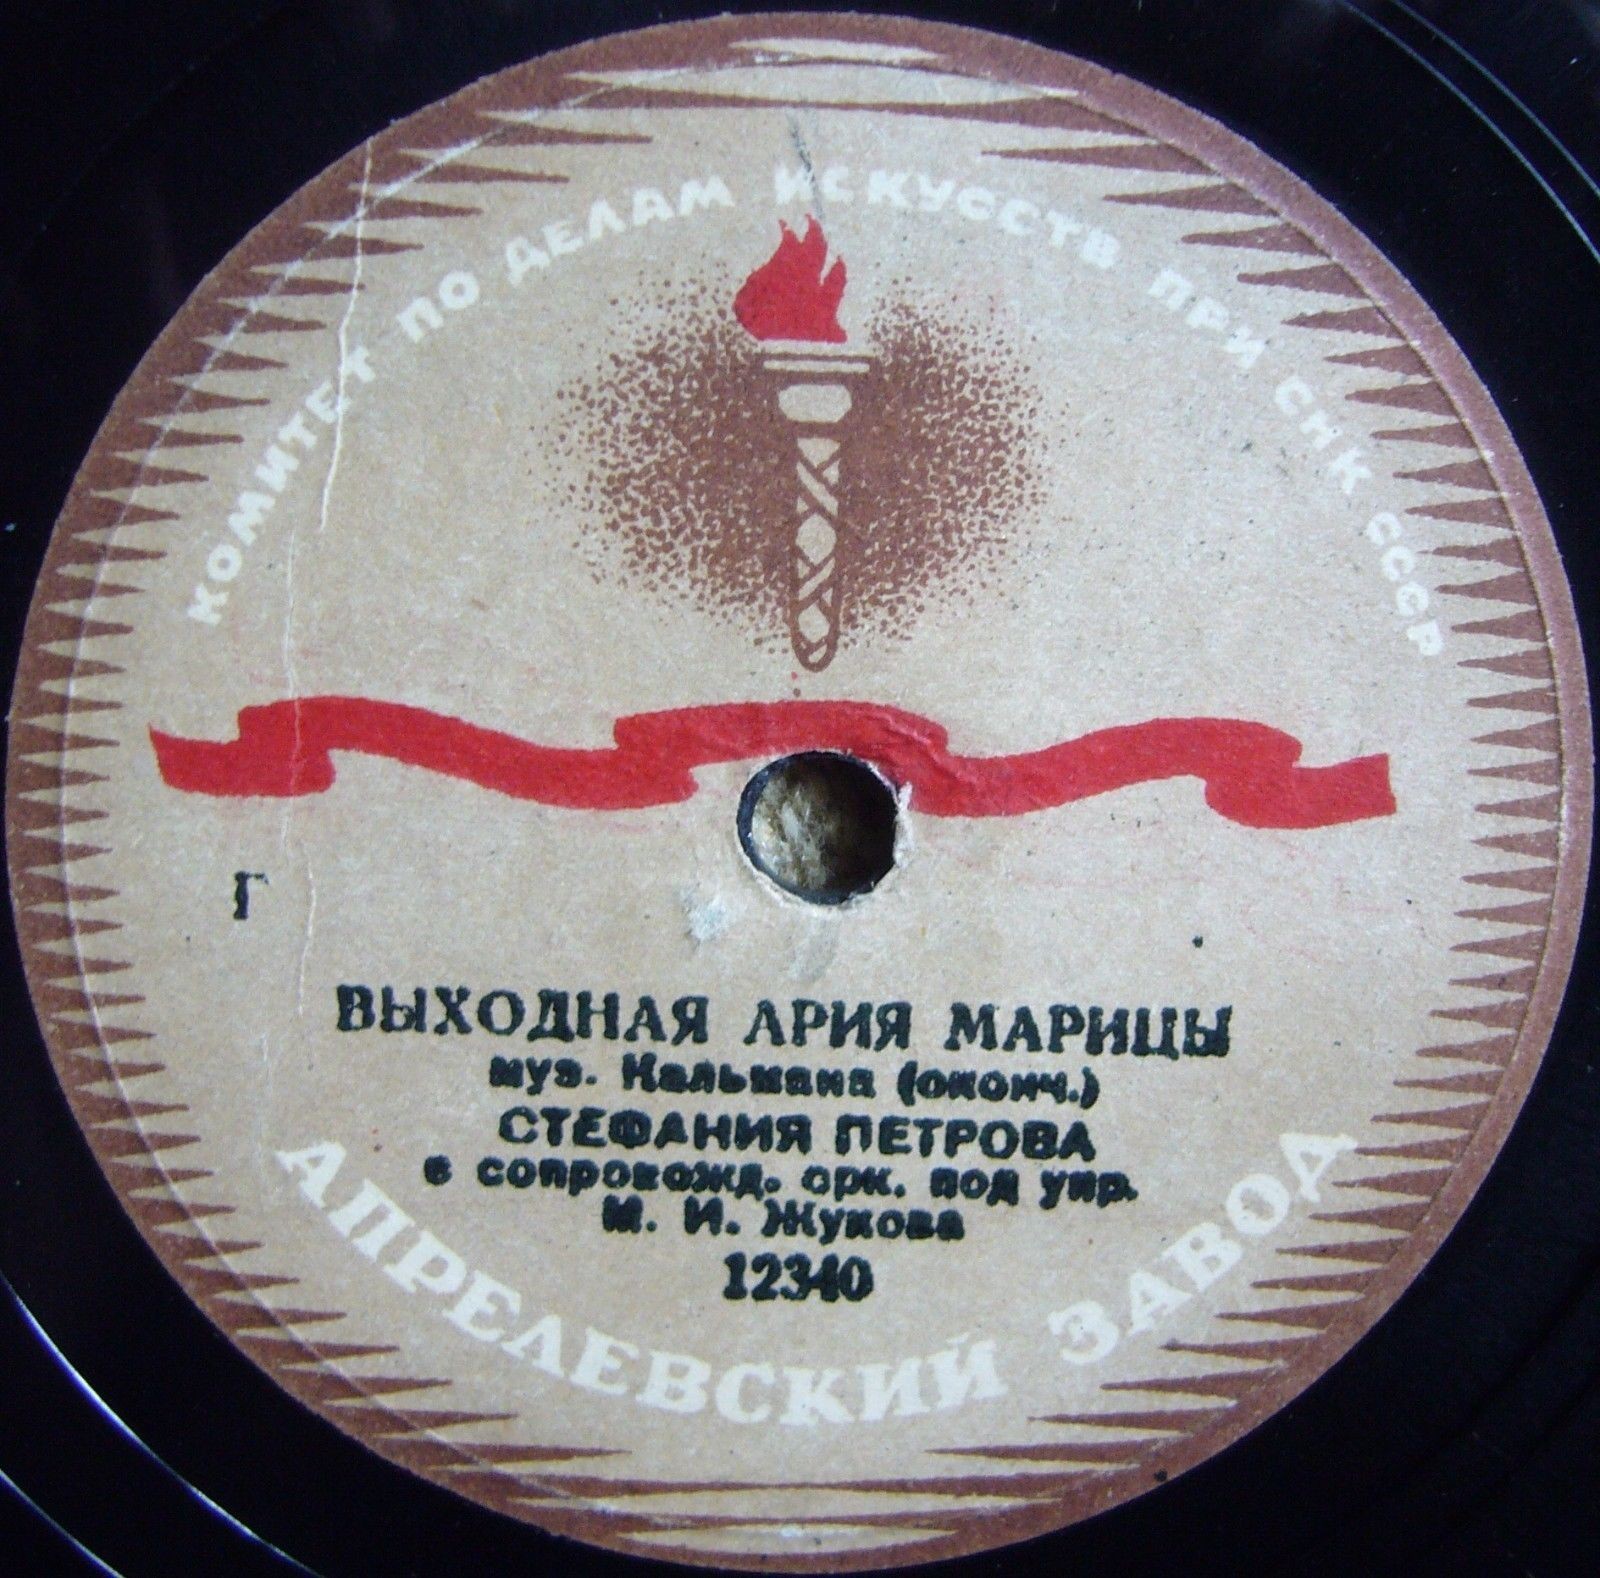 КОМИТЕТ ПО ДЕЛАМ ИСКУССТВ ПРИ СНК СССР
Г
ВЫХОДНАЯ АРИЯ МАРИЦЫ
муз. Кальмана (оконч.)
СТЕФАНИЯ ПЕТРОВА
в сопровожд. орк. под упр.
М. И. Жукова
12340
АПРЕЛЕВСКИЙ ЗАВОД